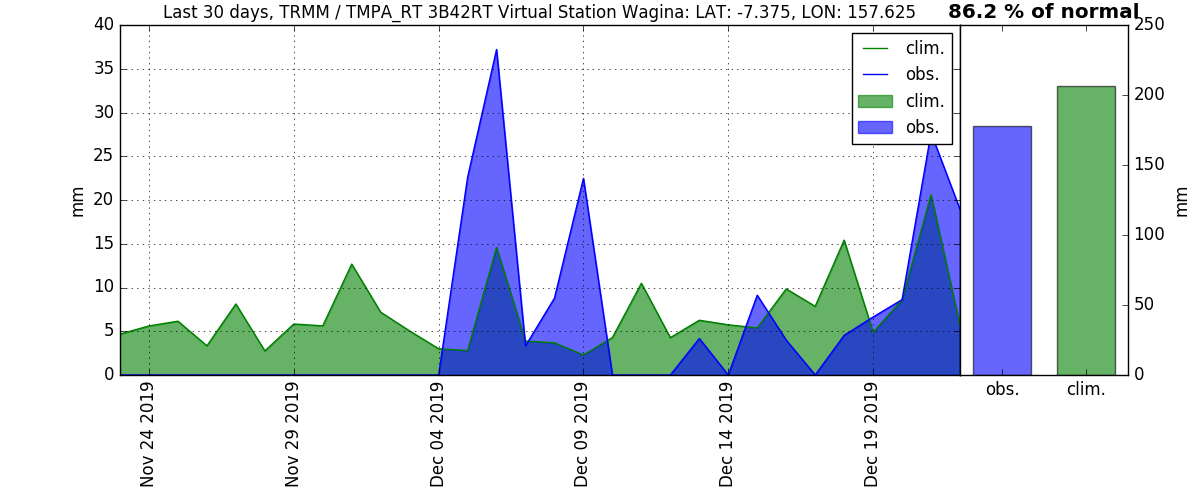 Last 30 days, TRMM / TMPA_RT 3B42RT Virtual Station Wagina: LAT: -7.375, LON: 157.625
86.2 % of normal
mm
40
35
30
25
20
15
10
5
0
clim.
obs.
clim.
obs.
Nov 24 2019
Nov 29 2019
Dec 04 2019
Dec 09 2019
Dec 14 2019
Dec 19 2019
250
200
150
100
50
0
mm
obs.
clim.